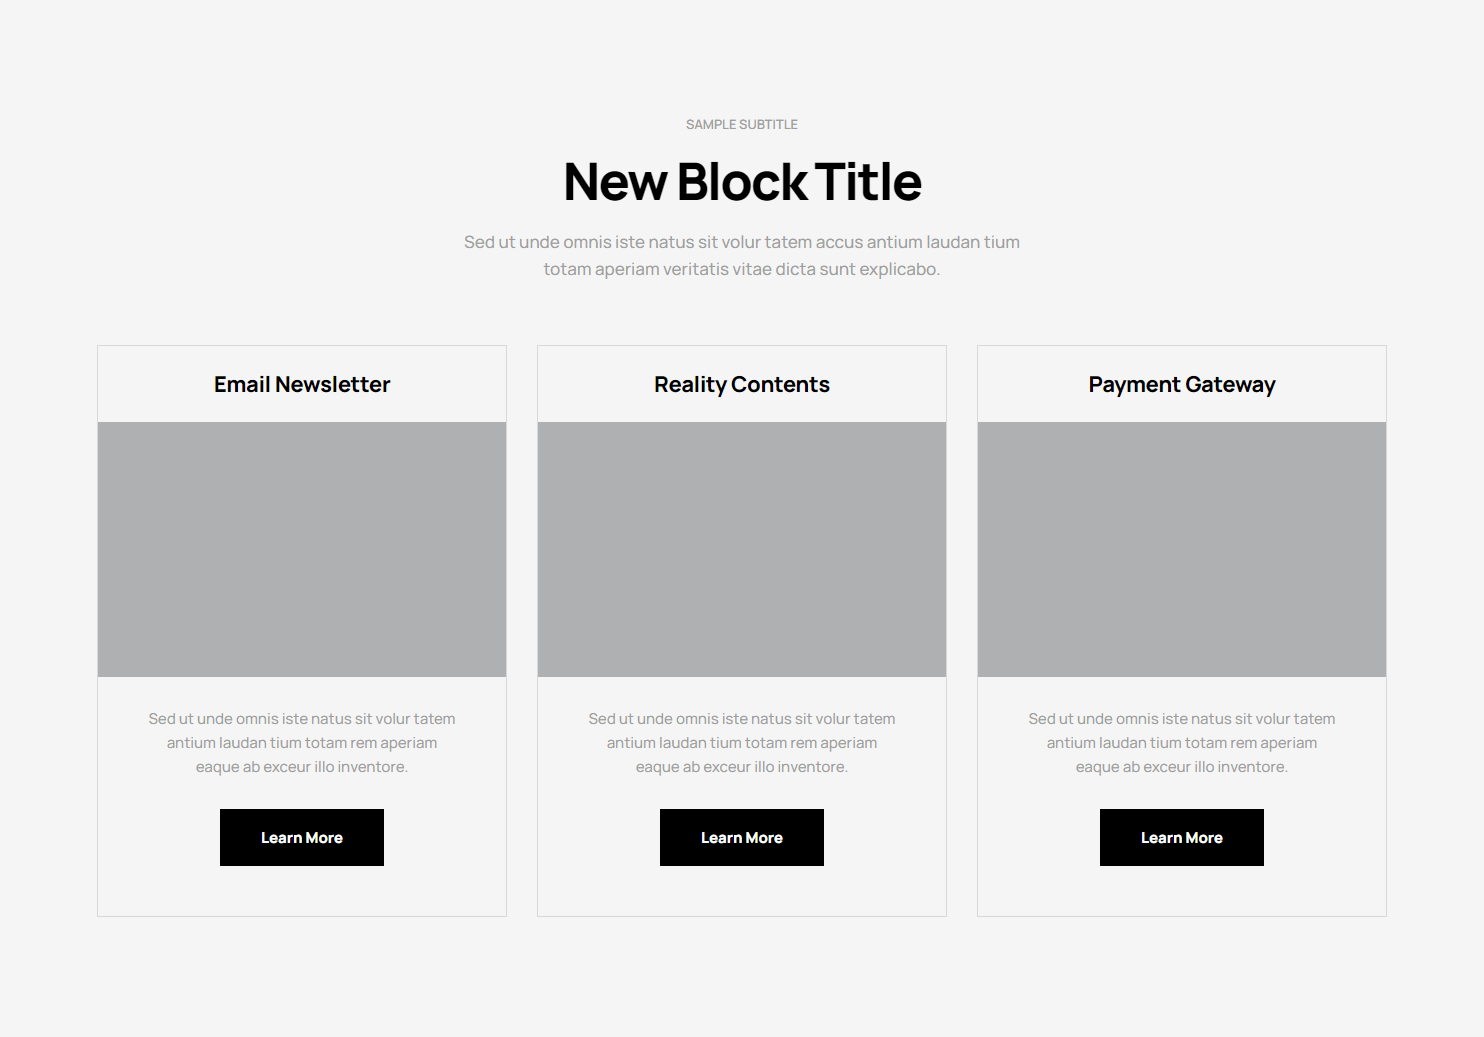 SAMPLE SUBTITLE
New Block Title
Sed ut unde omnis iste natus sit volur tatem accus antium laudan tium
totam aperiam veritatis vitae dicta sunt explicabo.
Email Newsletter
Sed ut unde omnis iste natus sit volur tatem
antium laudan tium totam rem aperiam
eaque ab exceur illo inventore.
Learn More
Reality Contents
Sed ut unde omnis iste natus sit volur tatem
antium laudan tium totam rem aperiam
eaque ab exceur illo inventore.
Learn More
Payment Gateway
Sed ut unde omnis iste natus sit volur tatem
antium laudan tium totam rem aperiam
eaque ab exceur illo inventore.
Learn More